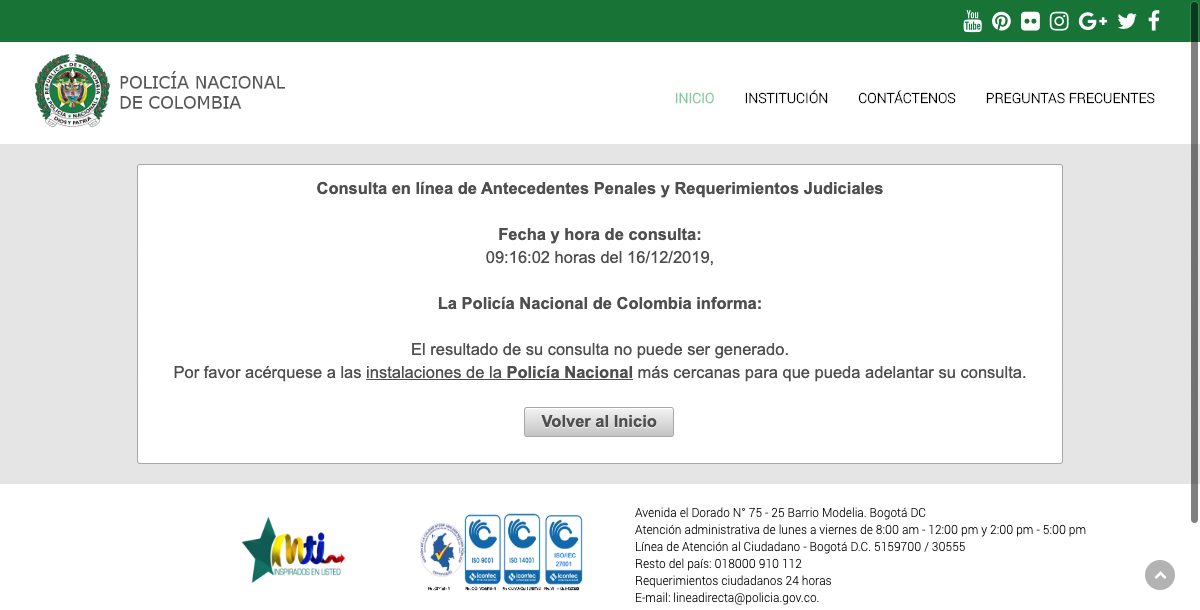 You
Tube
POLICÍA NACIONAL
DE COLOMBIA
INICIO
INSTITUCIÓN
CONTÁCTENOS
PREGUNTAS FRECUENTES
Consulta en línea de Antecedentes Penales y Requerimientos Judiciales
Fecha y hora de consulta:
09:16:02 horas del 16/12/2019,
La Policía Nacional de Colombia informa:
El resultado de su consulta no puede ser generado.
Por favor acérquese a las instalaciones de la Policía Nacional más cercanas para que pueda adelantar su consulta.
Volver al Inicio
INSPIRADOS EN USTED
ISO 9001
icontec
ISO 14001
icontec
ISO/IEC
27001
icontec
Avenida el Dorado N° 75 - 25 Barrio Modelia. Bogotá DC
Atención administrativa de lunes a viernes de 8:00 am - 12:00 pm y 2:00 pm - 5:00 pm
Línea de Atención al Ciudadano - Bogotá D.C. 5159700 / 30555
Resto del país: 018000 910 112
Requerimientos ciudadanos 24 horas
E-mail: lineadirecta@policia.gov.co.